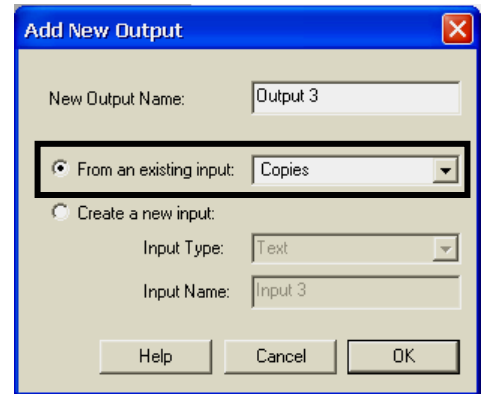 Add New Output
New Output Name: Output 3
From an existing input: Copies
Create a new input:
Input Type: Text
Input Name: Input 3
Help Cancel OK